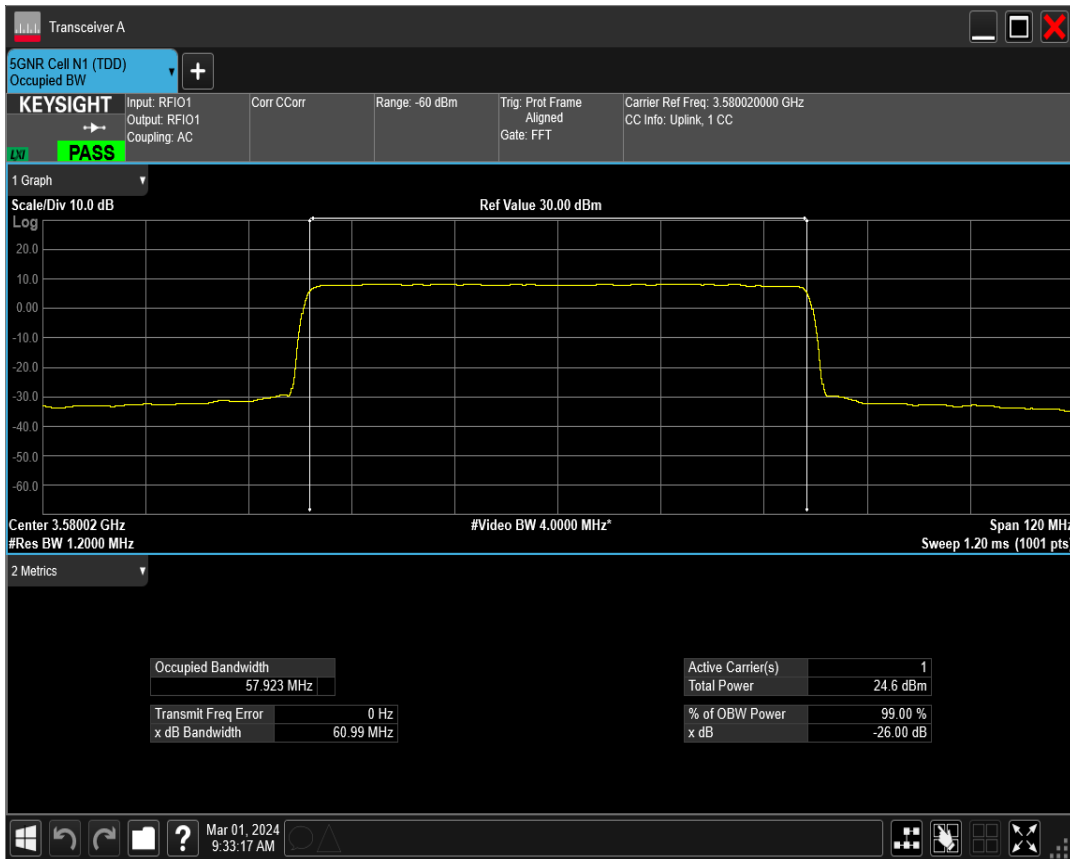 Transceiver A
5GNR Cell N1 (TDD)
Occupied BW
+
KEYSIGHT
LXI
PASS
Input: RFIO1
Output: RFIO1
Coupling: AC
Corr CCorr
Range: -60 dBm
Trig: Prot Frame
Aligned
Gate: FFT
Carrier Ref Freq: 3.580020000 GHz
CC Info: Uplink, 1 CC
1 Graph
Scale/Div 10.0 dB
Ref Value 30.00 dBm
Log
20.0
10.0
0.00
-10.0
-20.0
-30.0
-40.0
-50.0
-60.0
Center 3.58002 GHz
#Video BW 4.0000 MHz*
Span 120 MHz
#Res BW 1.2000 MHz
Sweep 1.20 ms (1001 pts)
2 Metrics
Occupied Bandwidth
57.923 MHz
Transmit Freq Error 0 Hz
x dB Bandwidth 60.99 MHz
Active Carrier(s) 1
Total Power 24.6 dBm
% of OBW Power 99.00 %
x dB -26.00 dB
?
Mar 01, 2024
9:33:17 AM